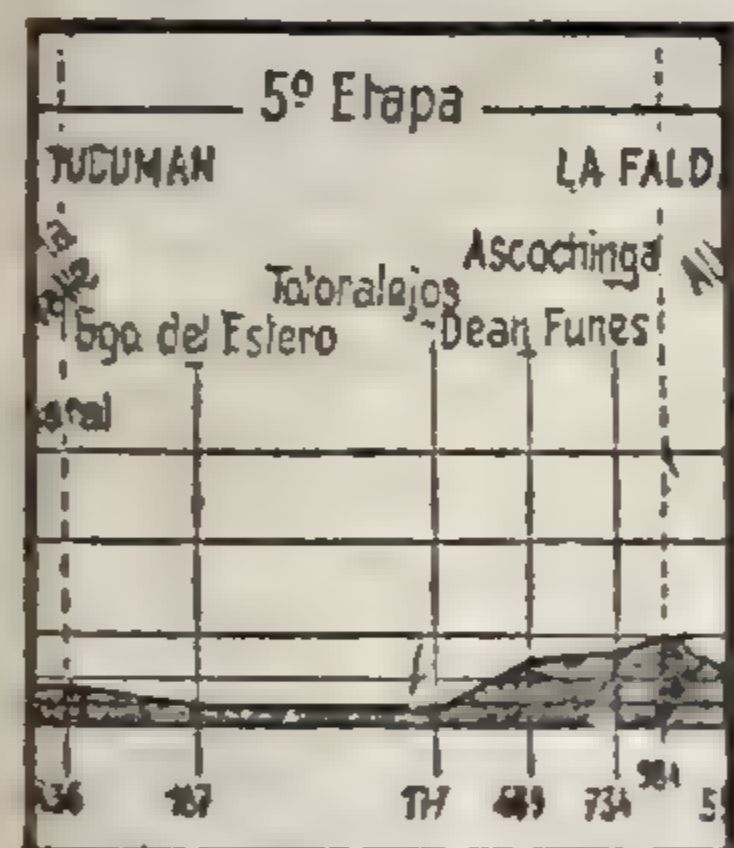 5º Etapa
TUCUMAN LA FALD
Ascochinga
Totoralejos
Sgo del Estero Dean Funes
187 734